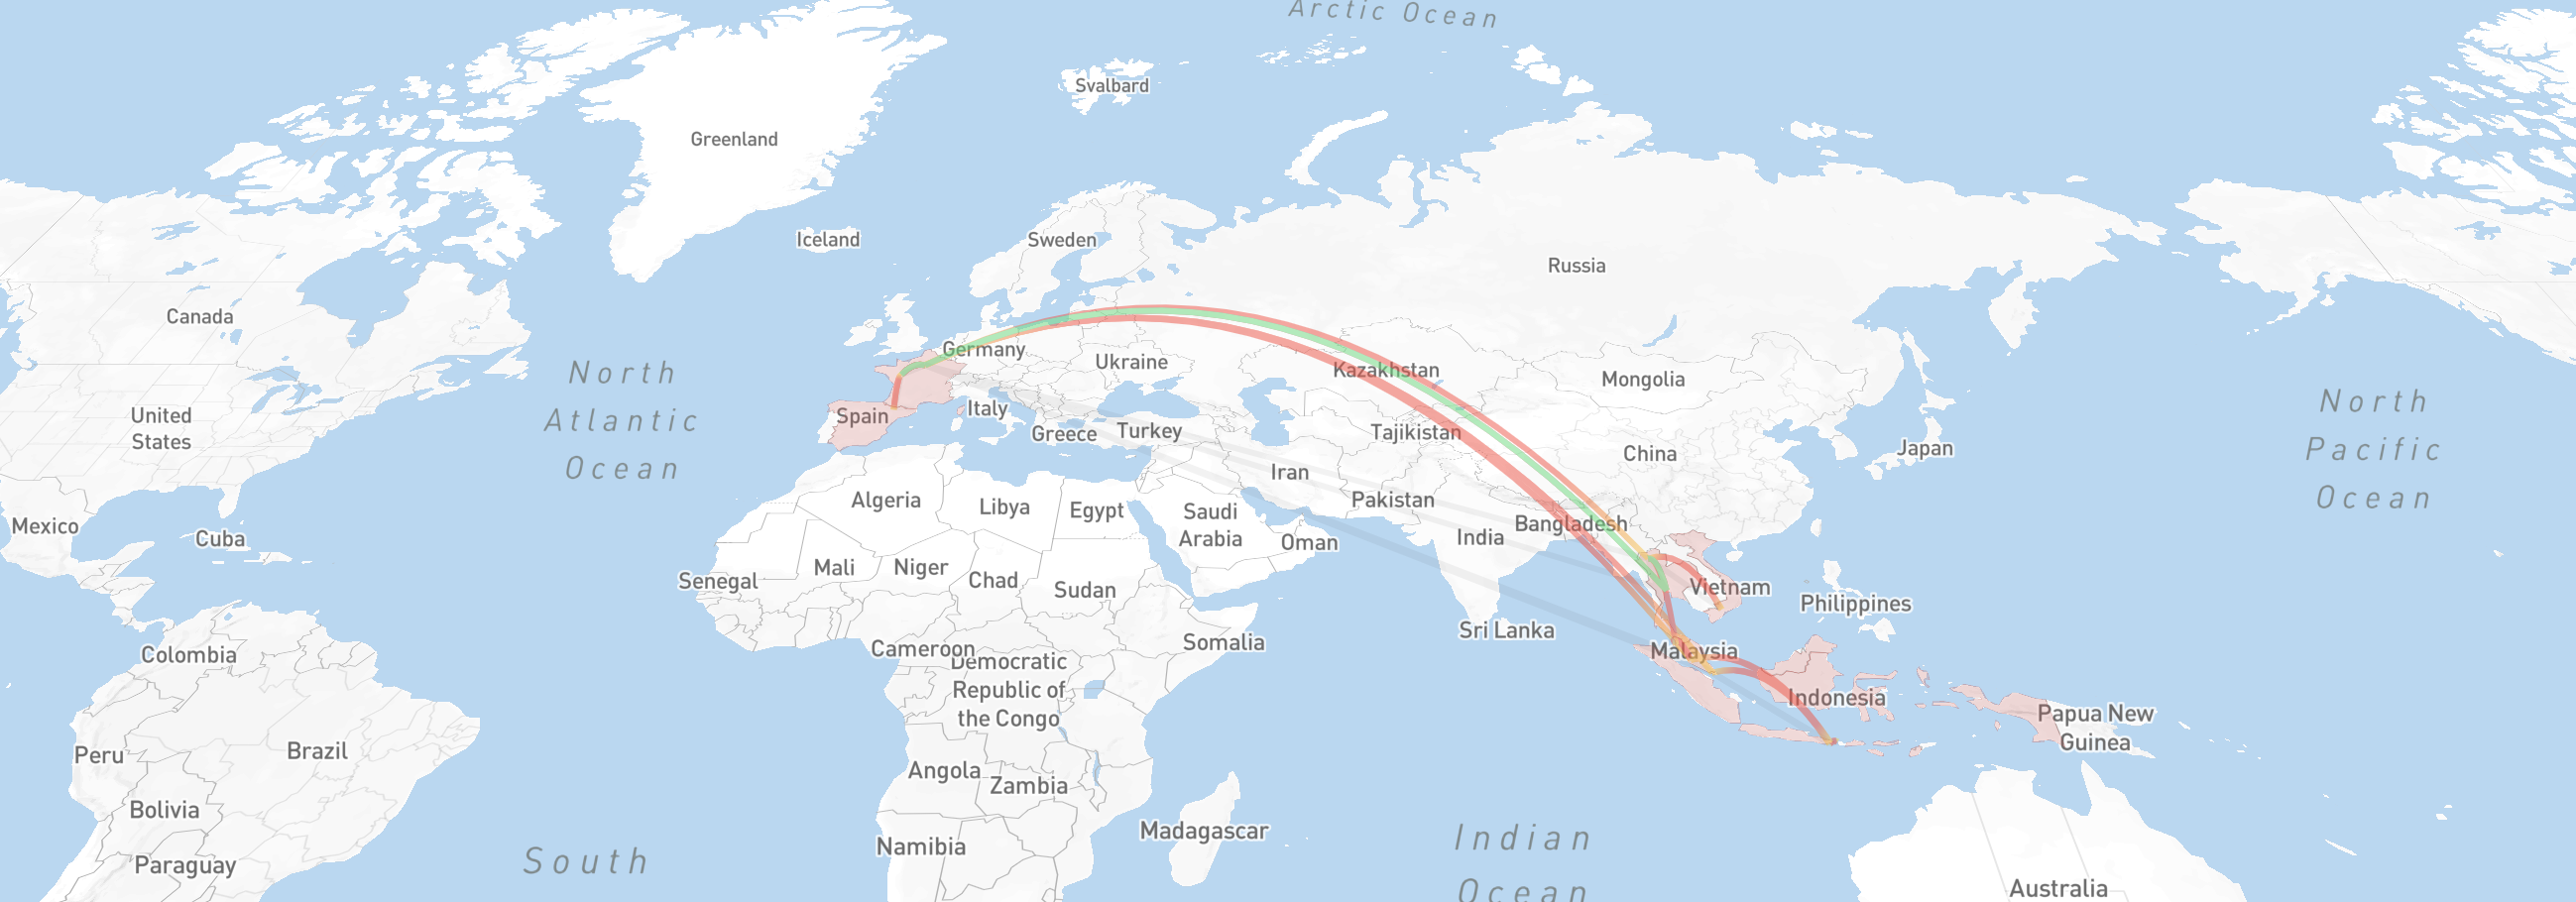 Arctic Ocean
Svalbard
Greenland
Iceland
Sweden
Russia
Canada
Germany
Ukraine
Kazakhstan
Mongolia
North
Atlantic
Ocean
United
States
Spain
Italy
Greece
Turkey
Tajikistan
China
Japan
North
Pacific
Ocean
Iran
Pakistan
Algeria
Libya
Egypt
Saudi
Arabia
Oman
India
Bangladesh
Mexico
Cuba
Senegal
Mali
Niger
Chad
Sudan
Vietnam
Philippines
Sri Lanka
Somalia
Cameroon
Colombia
Democratic
Republic of
the Congo
Malaysia
Indonesia
Papua New
Guinea
Peru
Brazil
Angola
Zambia
Bolivia
Madagascar
Namibia
Paraguay
South
Indian
Ocean
Australia